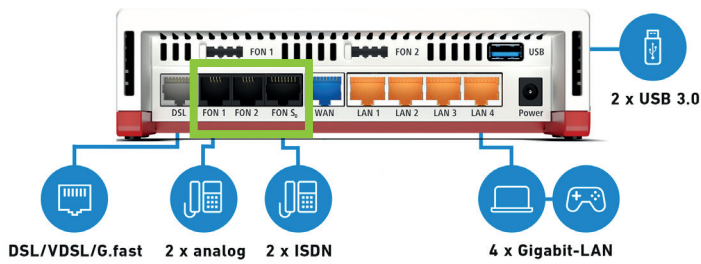 FON 1
FON 2
USB
DSL
FON 1
FON 2
FON S₀
WAN
LAN 1
LAN 2
LAN 3
LAN 4
Power
2 x USB 3.0
DSL/VDSL/G.fast
2 x analog
2 x ISDN
4 x Gigabit-LAN